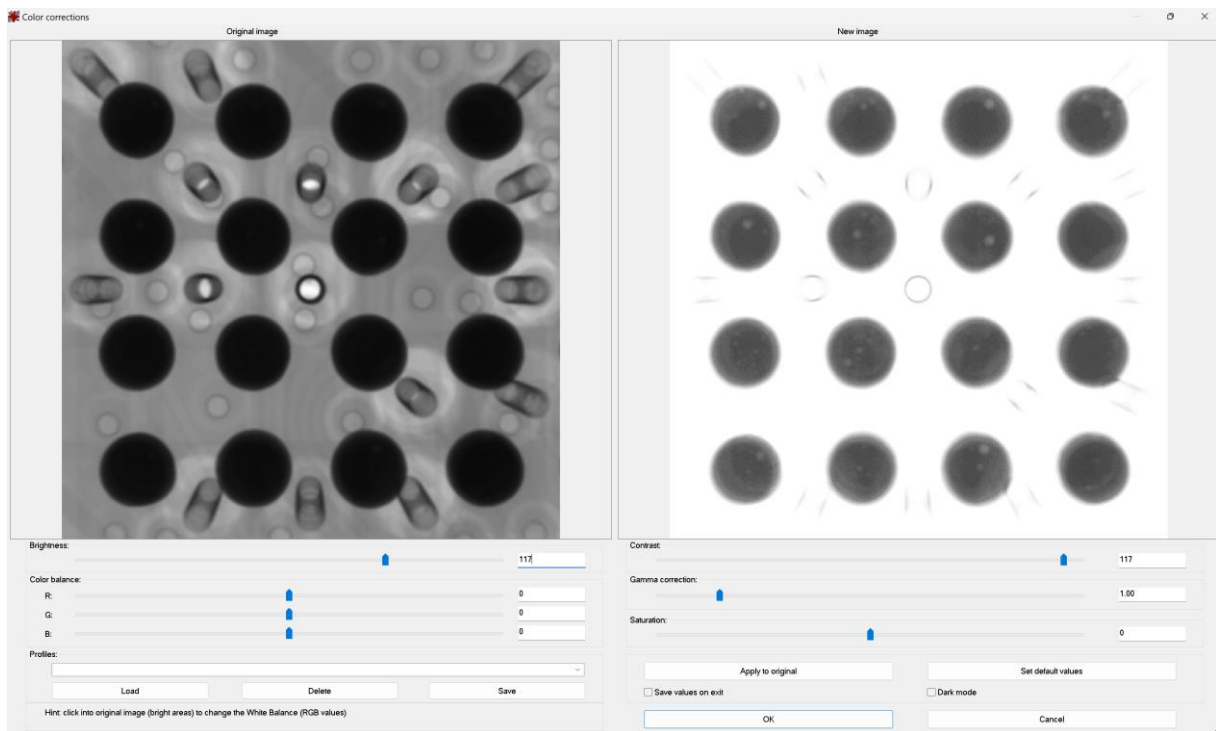 Color corrections
Original image
New image
Brightness:
117
Contrast:
117
Color balance:
R:
0
G:
0
B:
0
Gamma correction:
1.00
Saturation:
0
Profiles:
Load
Delete
Save
Hint: click into original image (bright areas) to change the White Balance (RGB values)
Apply to original
Set default values
Save values on exit
Dark mode
OK
Cancel